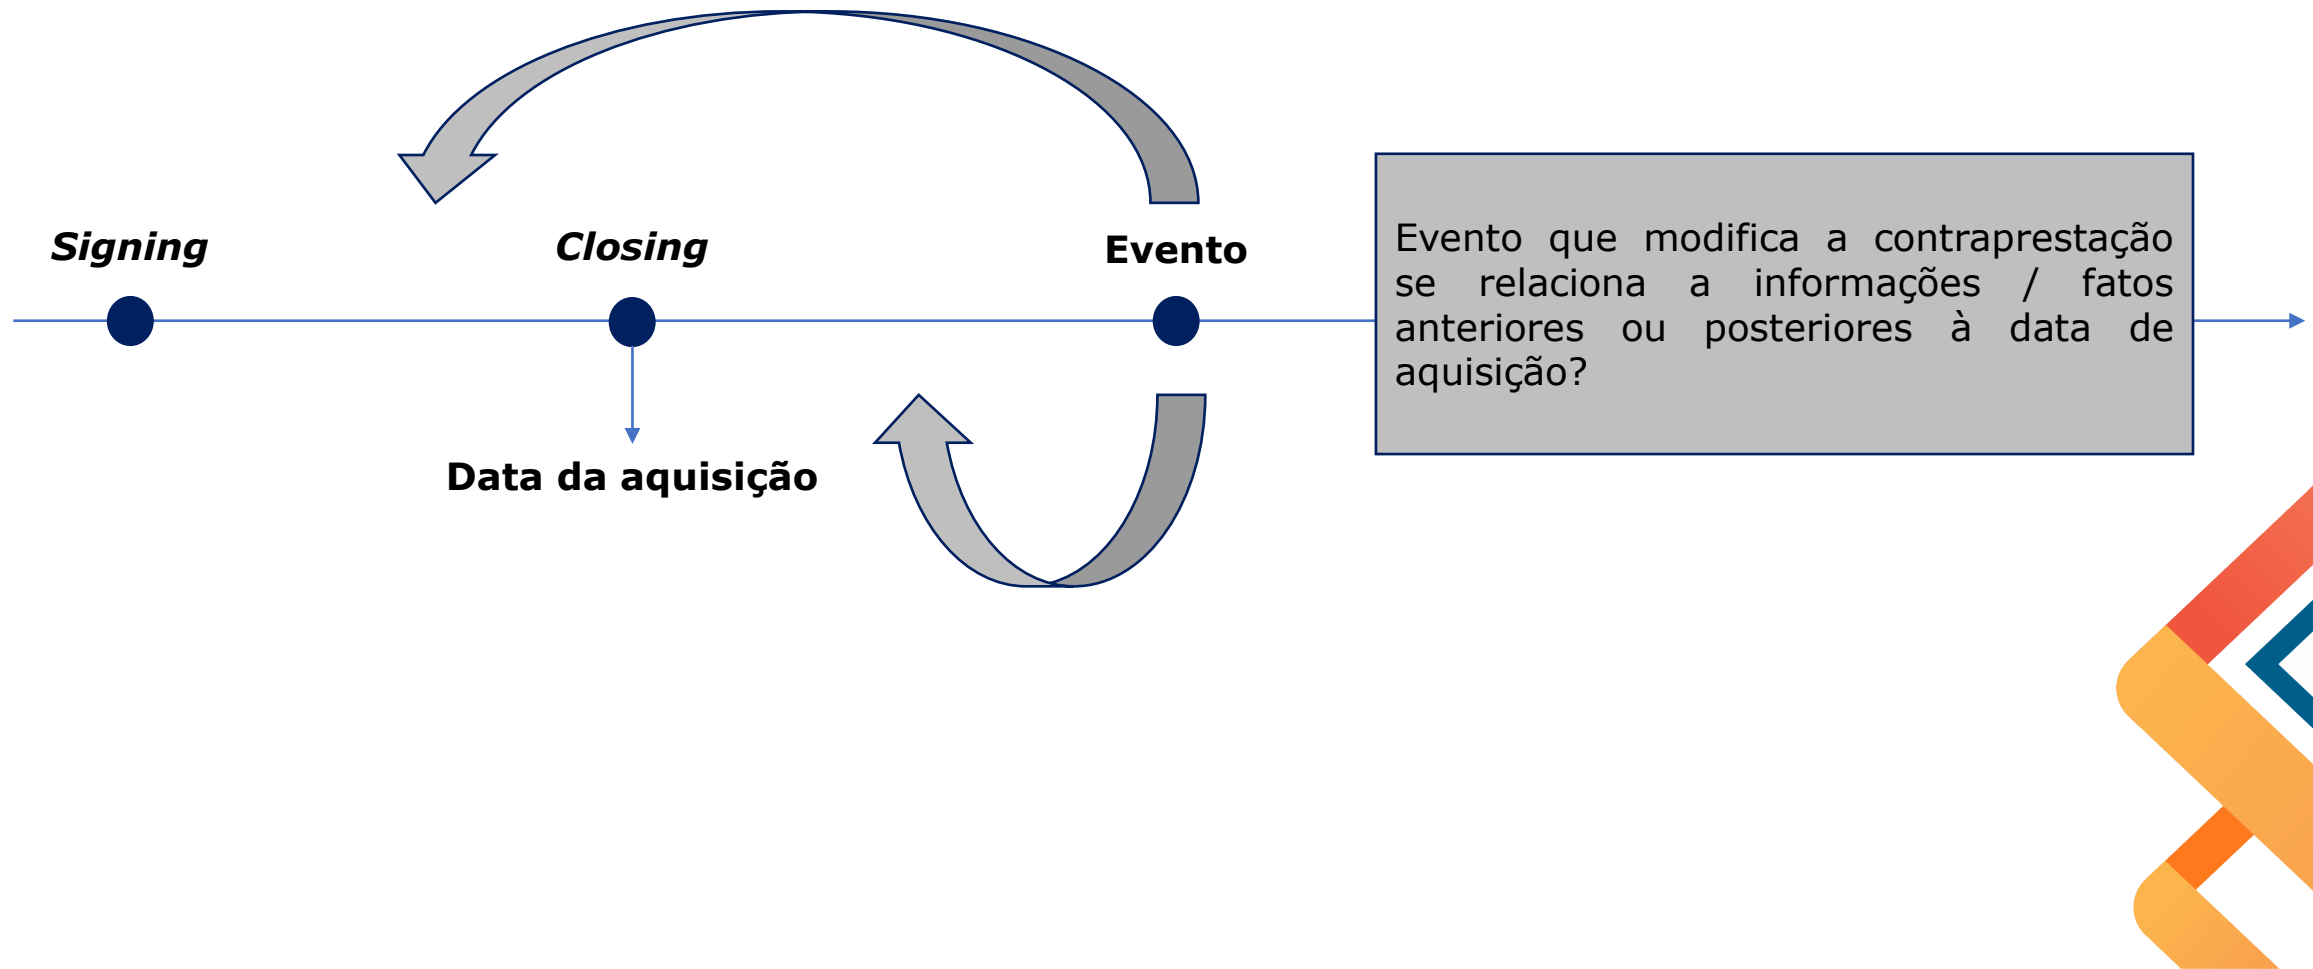 Signing
Closing
Evento
Data da aquisição
Evento que modifica a contraprestação
se relaciona a informações / fatos
anteriores ou posteriores à data de
aquisição?